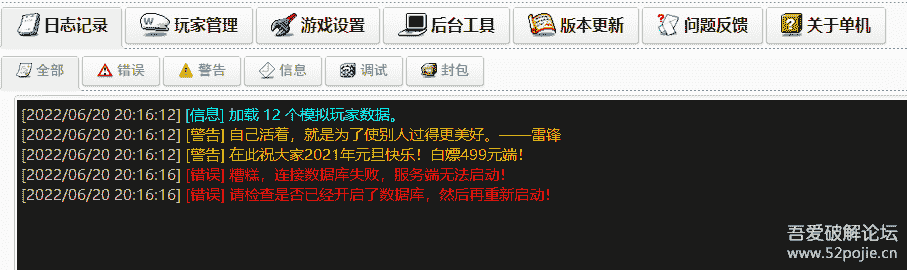 日志记录 玩家管理 游戏设置 后台工具 版本更新 问题反馈 关于单机
全部 错误 警告 信息 调试 封包
[2022/06/20 20:16:12] [信息] 加载 12 个模拟玩家数据。
[2022/06/20 20:16:12] [警告] 自己活着，就是为了使别人过得更美好。——雷锋
[2022/06/20 20:16:12] [警告] 在此祝大家2021年元旦快乐！白嫖499元端！
[2022/06/20 20:16:16] [错误] 糟糕，连接数据库失败，服务端无法启动！
[2022/06/20 20:16:16] [错误] 请检查是否已经开启了数据库，然后再重新启动！
吾爱破解论坛
www.52pojie.cn